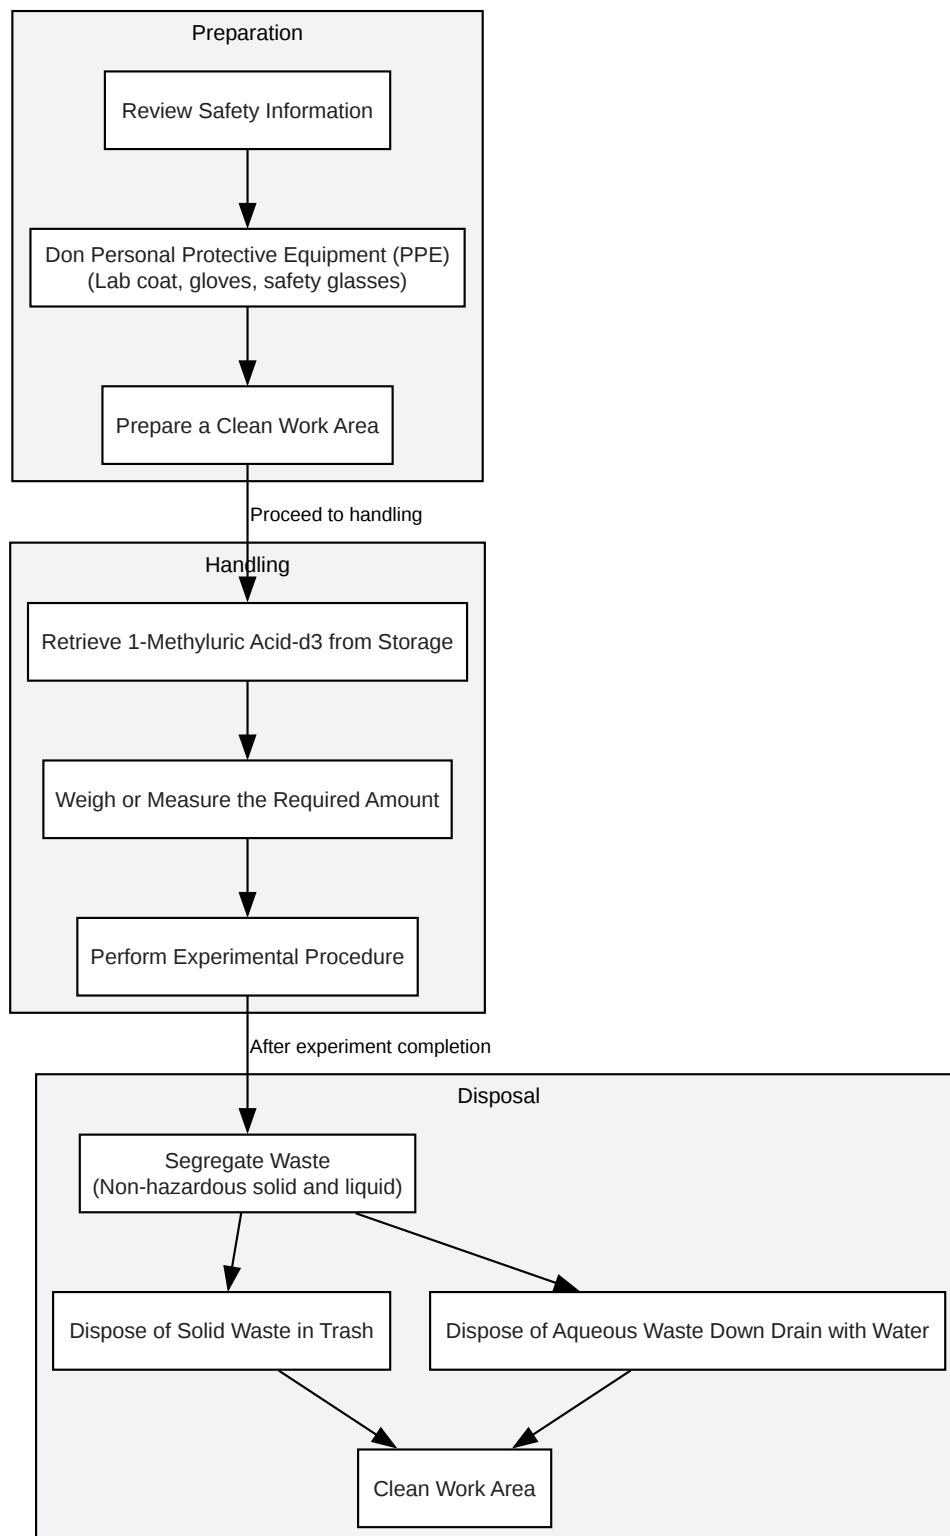 Preparation
Review Safety Information
Don Personal Protective Equipment (PPE)
(Lab coat, gloves, safety glasses)
Prepare a Clean Work Area
Proceed to handling
Handling
Retrieve 1-Methyluric Acid-d3 from Storage
Weigh or Measure the Required Amount
Perform Experimental Procedure
After experiment completion
Disposal
Segregate Waste
(Non-hazardous solid and liquid)
Dispose of Solid Waste in Trash
Dispose of Aqueous Waste Down Drain with Water
Clean Work Area